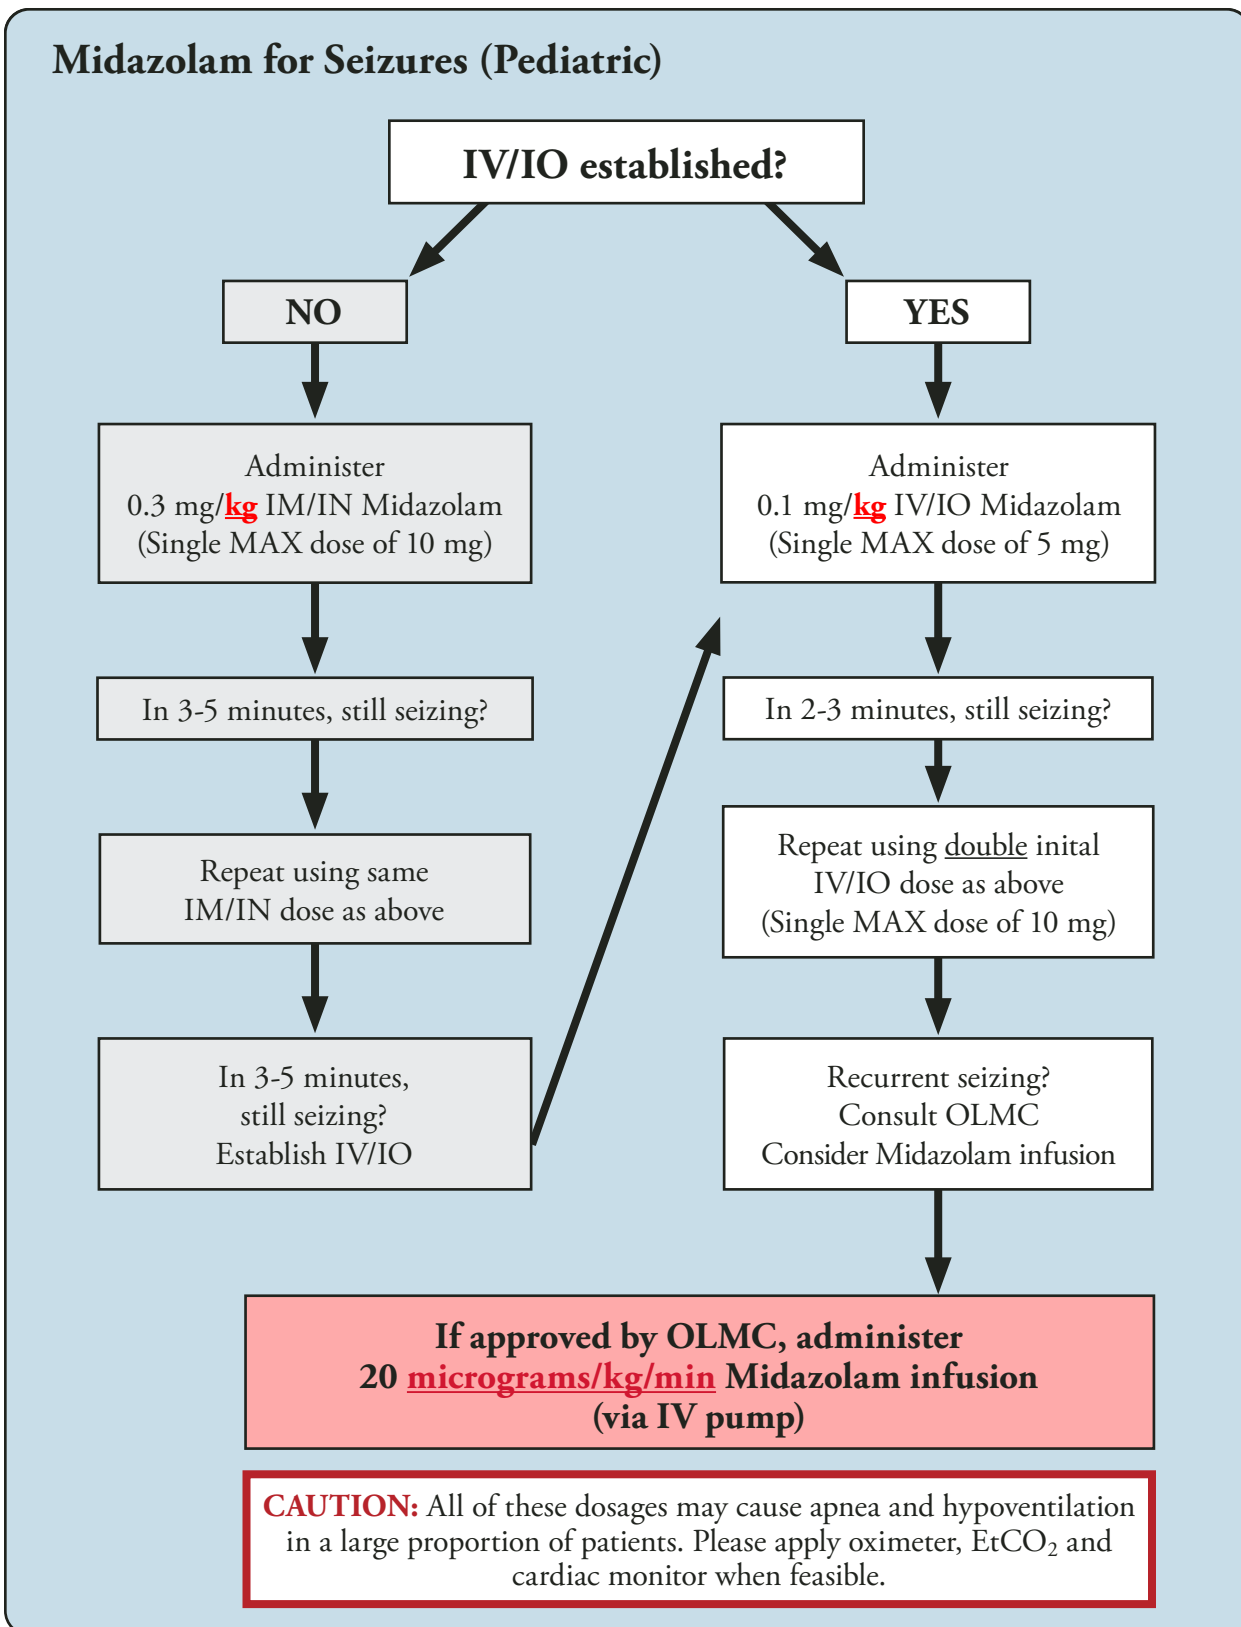 Midazolam for Seizures (Pediatric)
IV/IO established?
NO
Administer
0.3 mg/kg IM/IN Midazolam
(Single MAX dose of 10 mg)
In 3-5 minutes, still seizing?
Repeat using same
IM/IN dose as above
In 3-5 minutes,
still seizing?
Establish IV/IO
YES
Administer
0.1 mg/kg IV/IO Midazolam
(Single MAX dose of 5 mg)
In 2-3 minutes, still seizing?
Repeat using double inital
IV/IO dose as above
(Single MAX dose of 10 mg)
Recurrent seizing?
Consult OLMC
Consider Midazolam infusion
If approved by OLMC, administer
20 micrograms/kg/min Midazolam infusion
(via IV pump)
CAUTION: All of these dosages may cause apnea and hypoventilation
in a large proportion of patients. Please apply oximeter, EtCO₂ and
cardiac monitor when feasible.